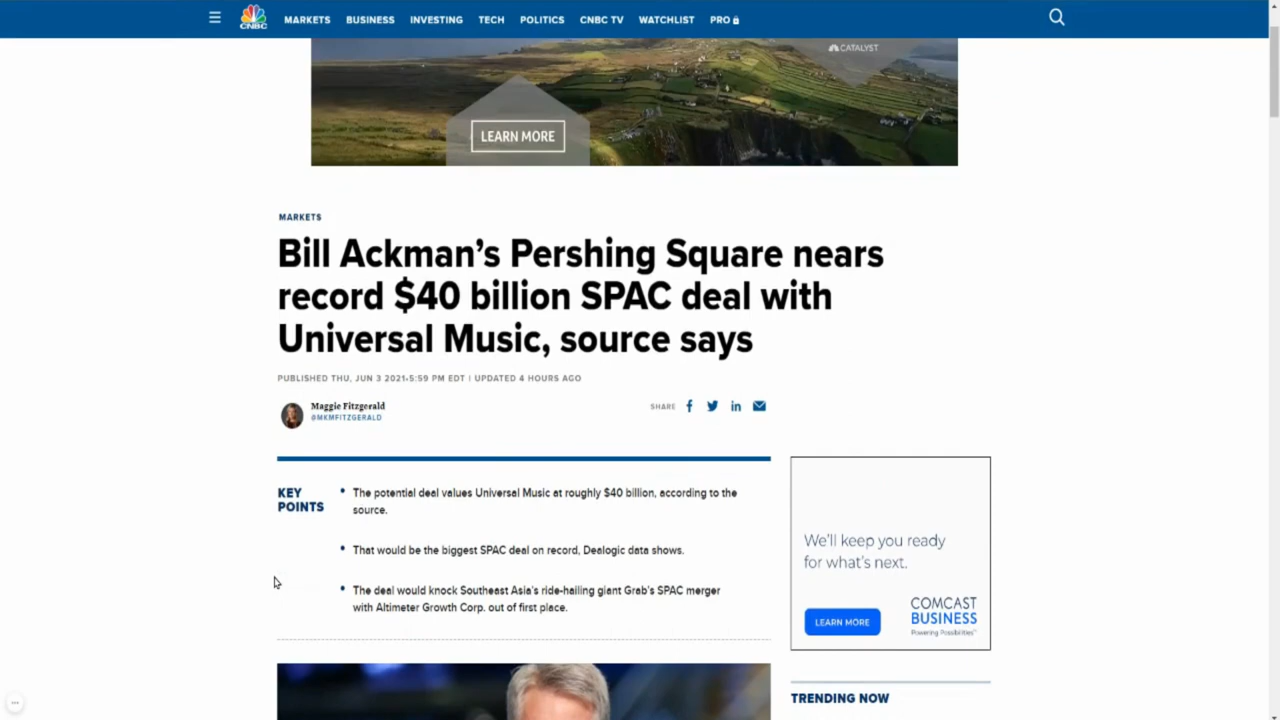 CNBC
MARKETS BUSINESS INVESTING TECH POLITICS CNBC TV WATCHLIST PRO
CATALYST
LEARN MORE
MARKETS
Bill Ackman's Pershing Square nears
record $40 billion SPAC deal with
Universal Music, source says
PUBLISHED THU, JUN 3 2021•5:59 PM EDT | UPDATED 4 HOURS AGO
Maggie Fitzgerald
@MKMFITZGERALD
SHARE
KEY
POINTS
• The potential deal values Universal Music at roughly $40 billion, according to the
source.
• That would be the biggest SPAC deal on record, Dealogic data shows.
• The deal would knock Southeast Asia's ride-hailing giant Grab's SPAC merger
with Altimeter Growth Corp. out of first place.
We'll keep you ready
for what's next.
LEARN MORE
COMCAST
BUSINESS
Powering Possibilities™
TRENDING NOW